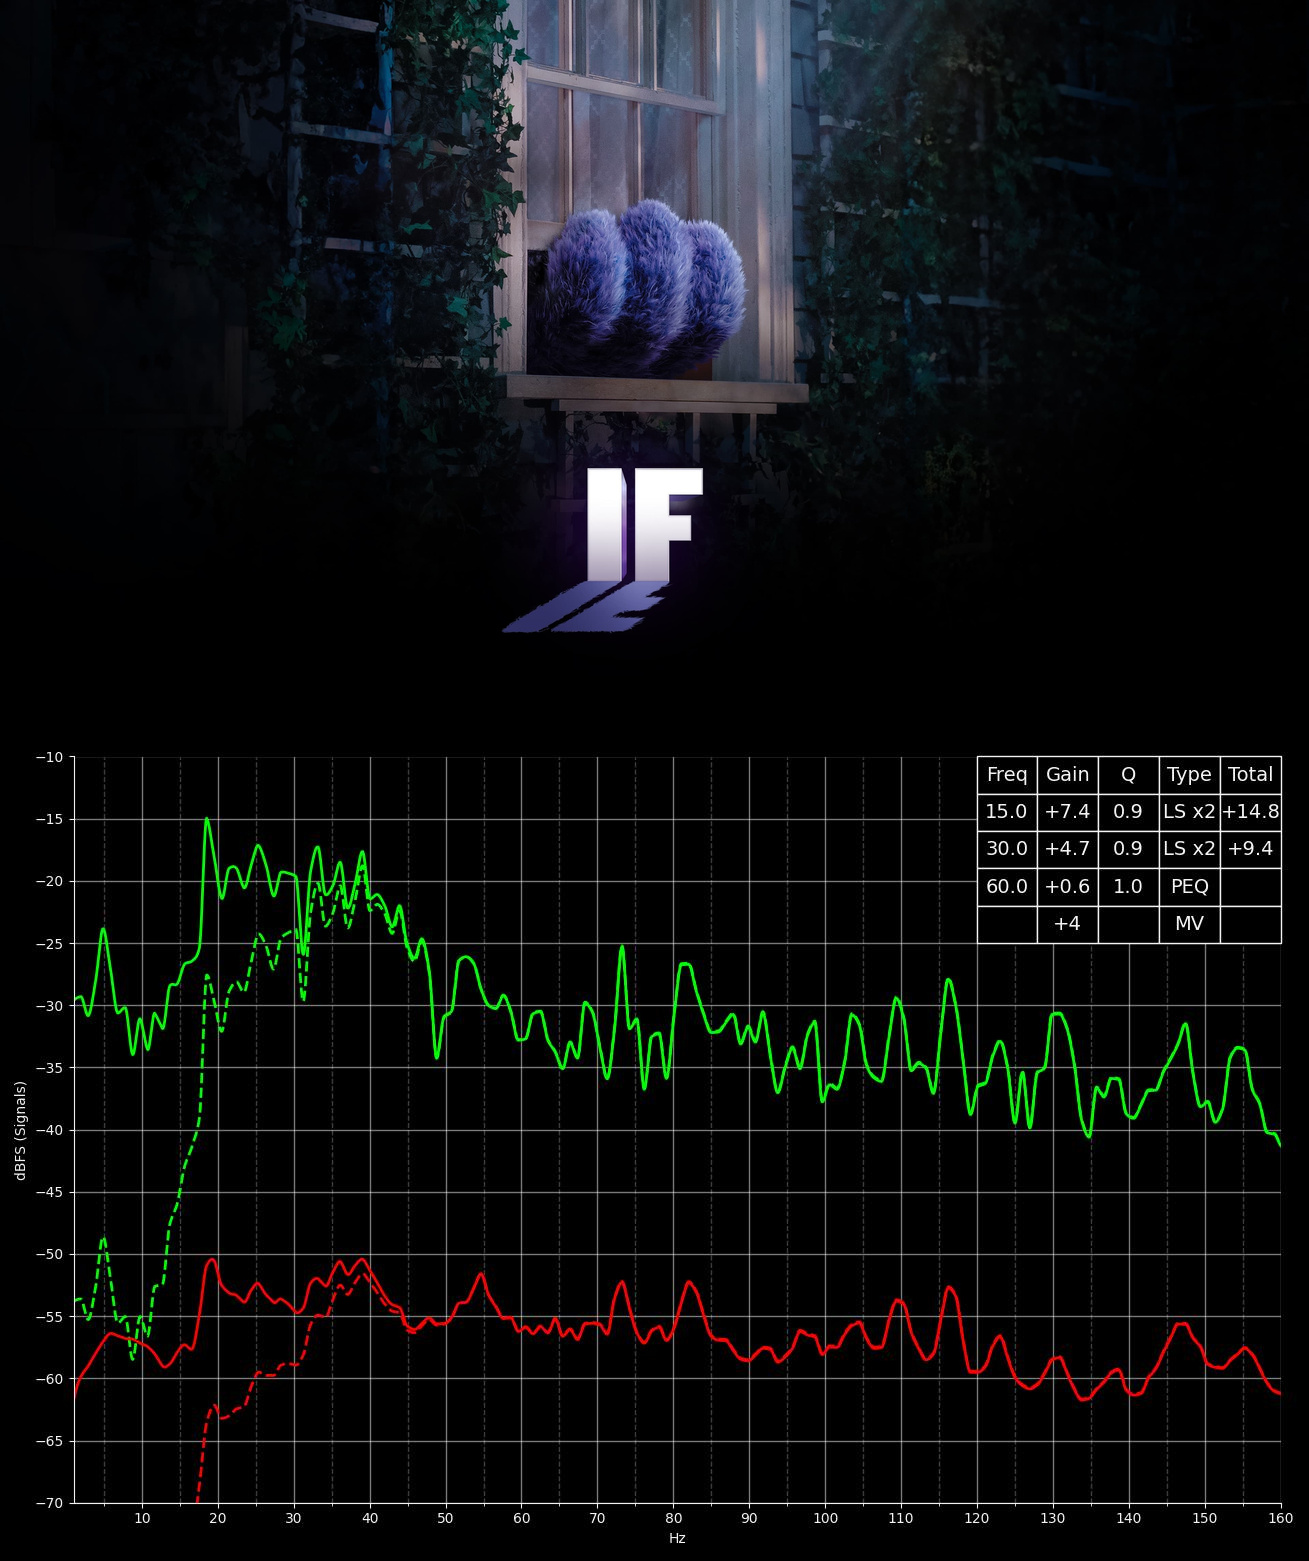 IF
Freq Gain Q Type Total
15.0 +7.4 0.9 LS x2 +14.8
30.0 +4.7 0.9 LS x2 +9.4
60.0 +0.6 1.0 PEQ
+4 MV
−10
−15
−20
−25
−30
−35
−40
−45
−50
−55
−60
−65
−70
dBFS (Signals)
10 20 30 40 50 60 70 80 90 100 110 120 130 140 150 160
Hz